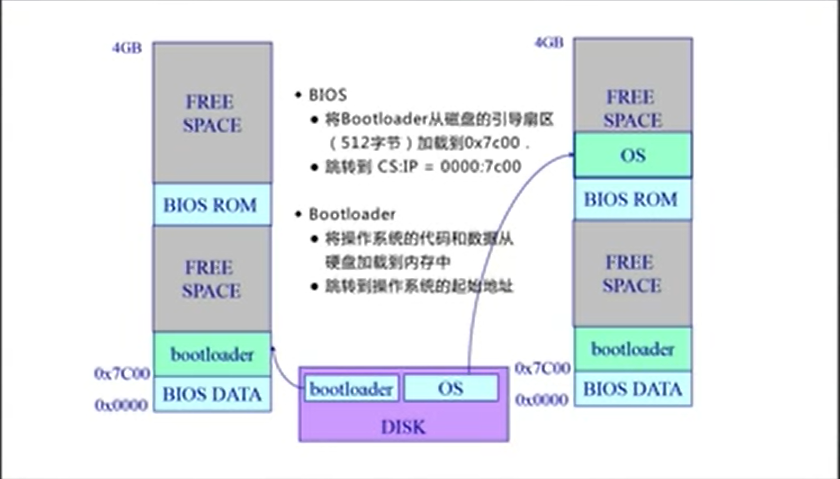 4GB
FREE
SPACE
BIOS ROM
FREE
SPACE
bootloader
0x7C00
BIOS DATA
0x0000
• BIOS
• 将Bootloader从磁盘的引导扇区
（512字节）加载到0x7c00 .
• 跳转到 CS:IP = 0000:7c00
• Bootloader
• 将操作系统的代码和数据从
硬盘加载到内存中
• 跳转到操作系统的起始地址
bootloader
OS
DISK
4GB
FREE
SPACE
OS
BIOS ROM
FREE
SPACE
bootloader
0x7C00
BIOS DATA
0x0000